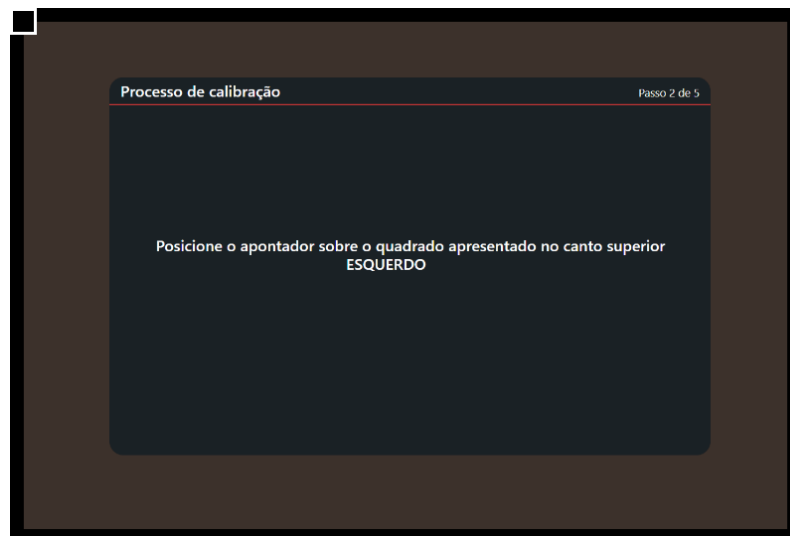 Processo de calibração
Passo 2 de 5
Posicione o apontador sobre o quadrado apresentado no canto superior
ESQUERDO